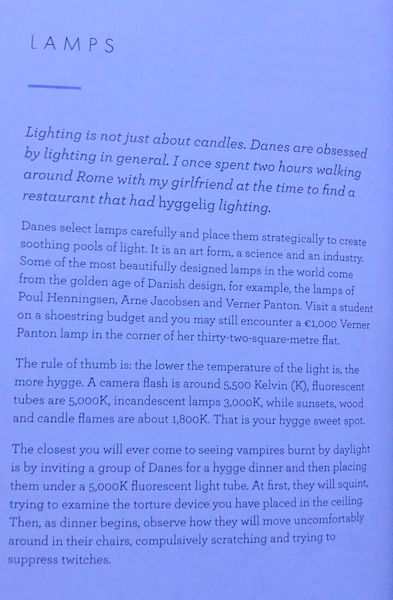 LAMPS
Lighting is not just about candles. Danes are obsessed
by lighting in general. I once spent two hours walking
around Rome with my girlfriend at the time to find a
restaurant that had hyggelig lighting.
Danes select lamps carefully and place them strategically to create
soothing pools of light. It is an art form, a science and an industry.
Some of the most beautifully designed lamps in the world come
from the golden age of Danish design, for example, the lamps of
Poul Henningsen, Arne Jacobsen and Verner Panton. Visit a student
on a shoestring budget and you may still encounter a €1,000 Verner
Panton lamp in the corner of her thirty-two-square-metre flat.
The rule of thumb is: the lower the temperature of the light is, the
more hygge. A camera flash is around 5,500 Kelvin (K), fluorescent
tubes are 5,000K, incandescent lamps 3,000K, while sunsets, wood
and candle flames are about 1,800K. That is your hygge sweet spot.
The closest you will ever come to seeing vampires burnt by daylight
is by inviting a group of Danes for a hygge dinner and then placing
them under a 5,000K fluorescent light tube. At first, they will squint,
trying to examine the torture device you have placed in the ceiling.
Then, as dinner begins, observe how they will move uncomfortably
around in their chairs, compulsively scratching and trying to
suppress twitches.